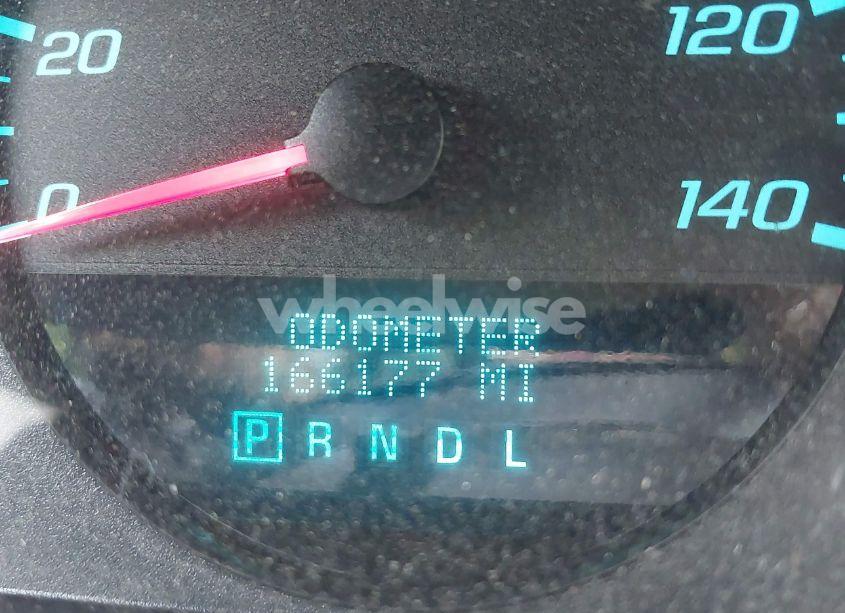 20
120
0
140
wheelwise
ODOMETER
166177 MI
P R N D L